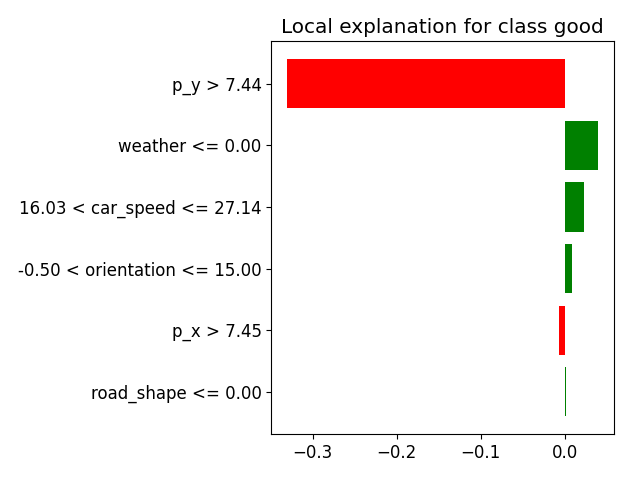 Local explanation for class good
p_y > 7.44
weather <= 0.00
16.03 < car_speed <= 27.14
-0.50 < orientation <= 15.00
p_x > 7.45
road_shape <= 0.00
−0.3 −0.2 −0.1 0.0